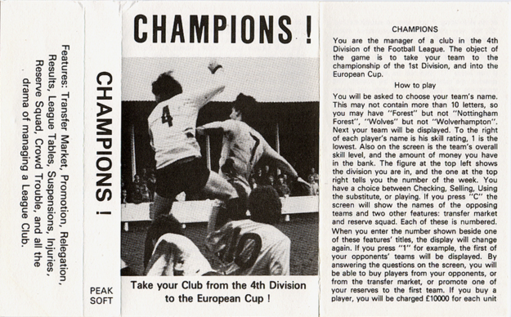 Features: Transfer Market, Promotion, Relegation,
Results, League Tables, Suspensions, Injuries,
Reserve Squad, Crowd Trouble, and all the
drama of managing a League Club.
CHAMPIONS !
PEAK
SOFT
CHAMPIONS !
4
Take your Club from the 4th Division
to the European Cup !
CHAMPIONS
You are the manager of a club in the 4th
Division of the Football League. The object
of the game is to take your team to the
championship of the 1st Division, and into the
European Cup.
How to play
You will be asked to choose your team's name.
This may not contain more than 10 letters, so
you may have "Forest" but not "Nottingham
Forest", "Wolves" but not "Wolverhampton".
Next your team will be displayed. To the right
of each player's name is his skill rating, 1 is the
lowest. Also on the screen is the team's overall
skill level, and the amount of money you have
in the bank. The figure at the top left shows
the division you are in, and the one at the top
right tells you the number of the week. You
have a choice between Checking, Selling, Using
the substitute, or playing. If you press "C" the
screen will show the names of the opposing
teams and two other features: transfer market
and reserve squad. Each of these is numbered.
When you enter the number shown beside one
of these features' titles, the display will change
again. If you press "1" for example, the first of
your opponents' teams will be displayed. By
answering the questions on the screen, you will
be able to buy players from your opponents, or
from the transfer market, or promote one of
your reserves to the first team. If you buy a
player, you will be charged £10000 for each unit